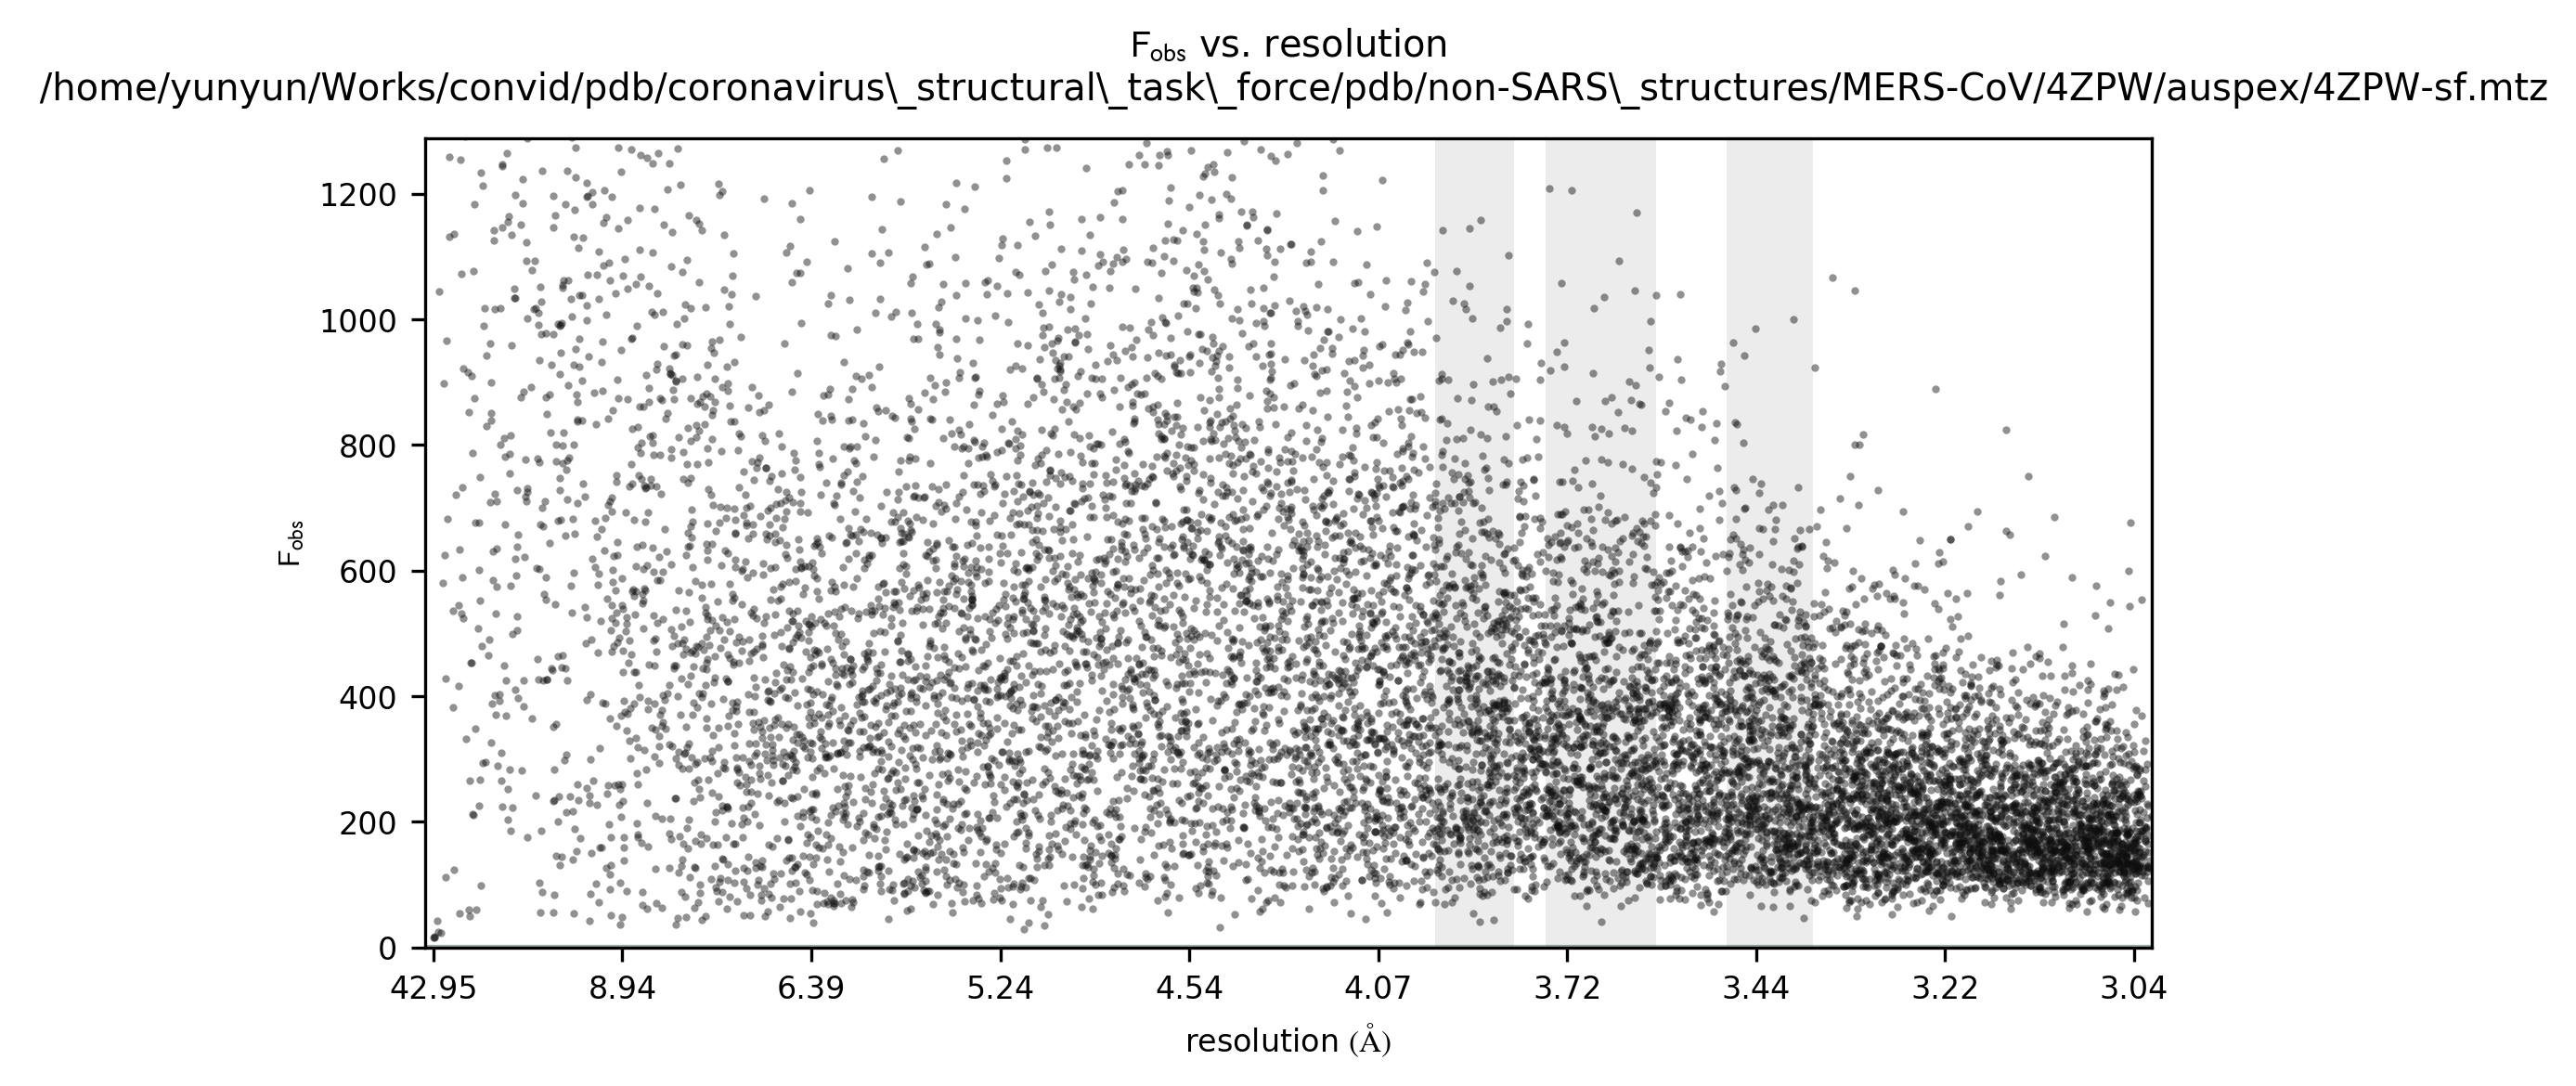 F_obs vs. resolution
/home/yunyun/Works/convid/pdb/coronavirus\_structural\_task\_force/pdb/non-SARS\_structures/MERS-CoV/4ZPW/auspex/4ZPW-sf.mtz
1200
1000
800
600
400
200
0
F_obs
42.95 8.94 6.39 5.24 4.54 4.07 3.72 3.44 3.22 3.04
resolution (Å)